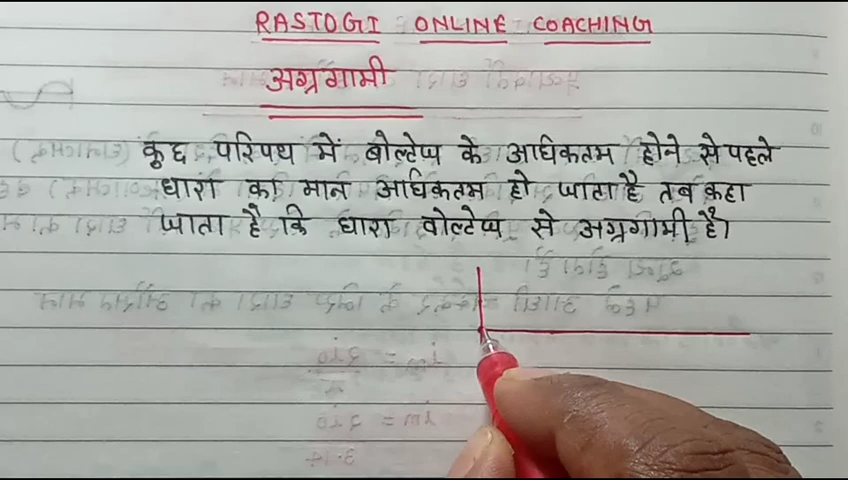 RASTOGI ONLINE COACHING
अग्रगामी
कुछ परिपथ में वोल्टेज के अधिकतम होने से पहले
धारा का मान अधिकतम हो जाता है तब कहा
जाता है कि धारा वोल्टेज से अग्रगामी है।